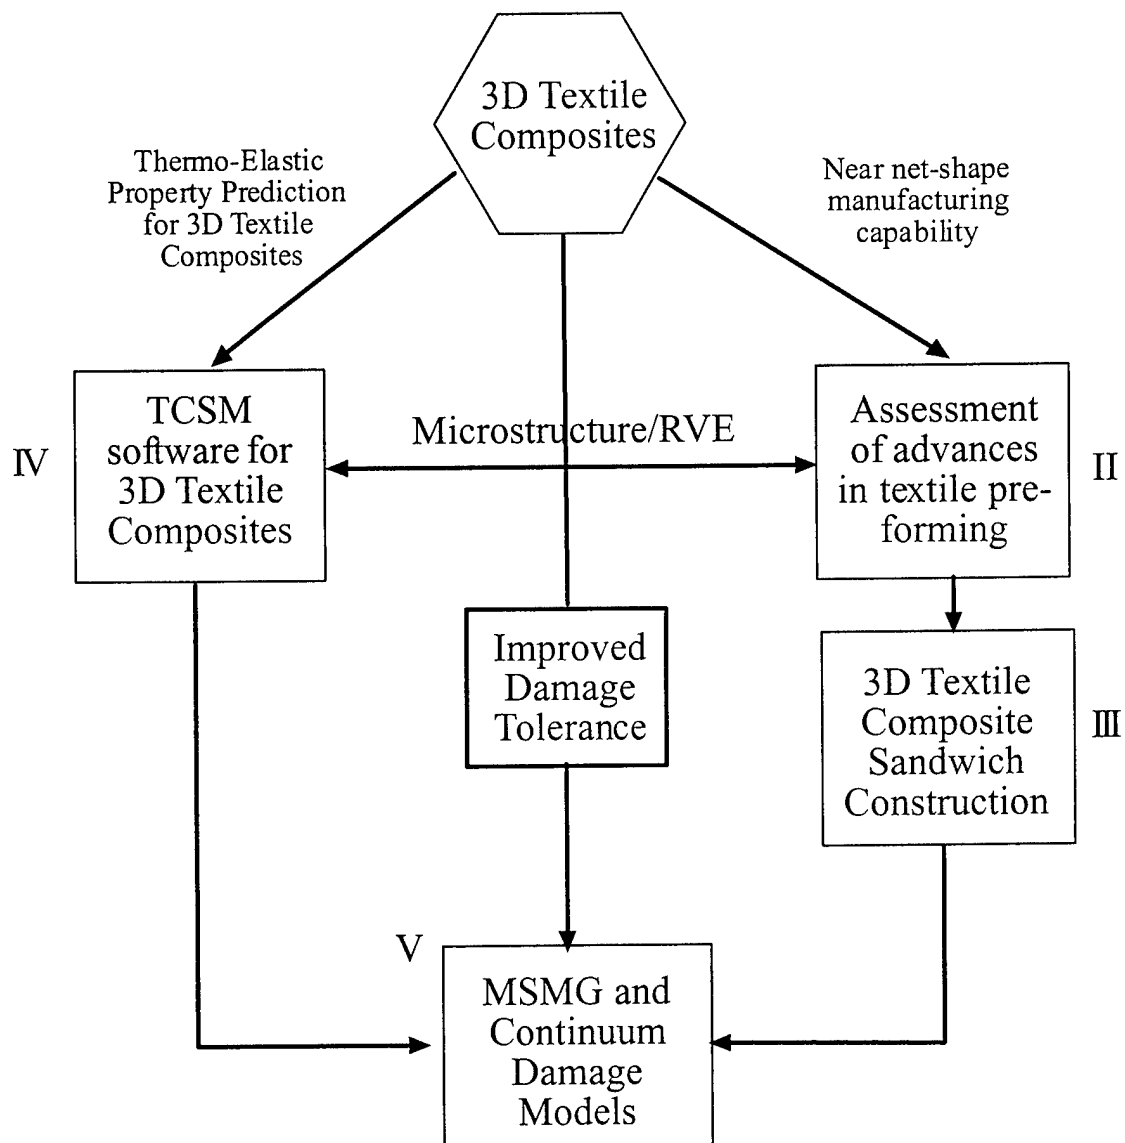 3D Textile
Composites
Thermo-Elastic
Property Prediction
for 3D Textile
Composites
Near net-shape
manufacturing
capability
TCSM
software for
3D Textile
Composites
IV
Microstructure/RVE
Assessment
of advances
in textile pre-
forming
II
Improved
Damage
Tolerance
3D Textile
Composite
Sandwich
Construction
III
V
MSMG and
Continuum
Damage
Models